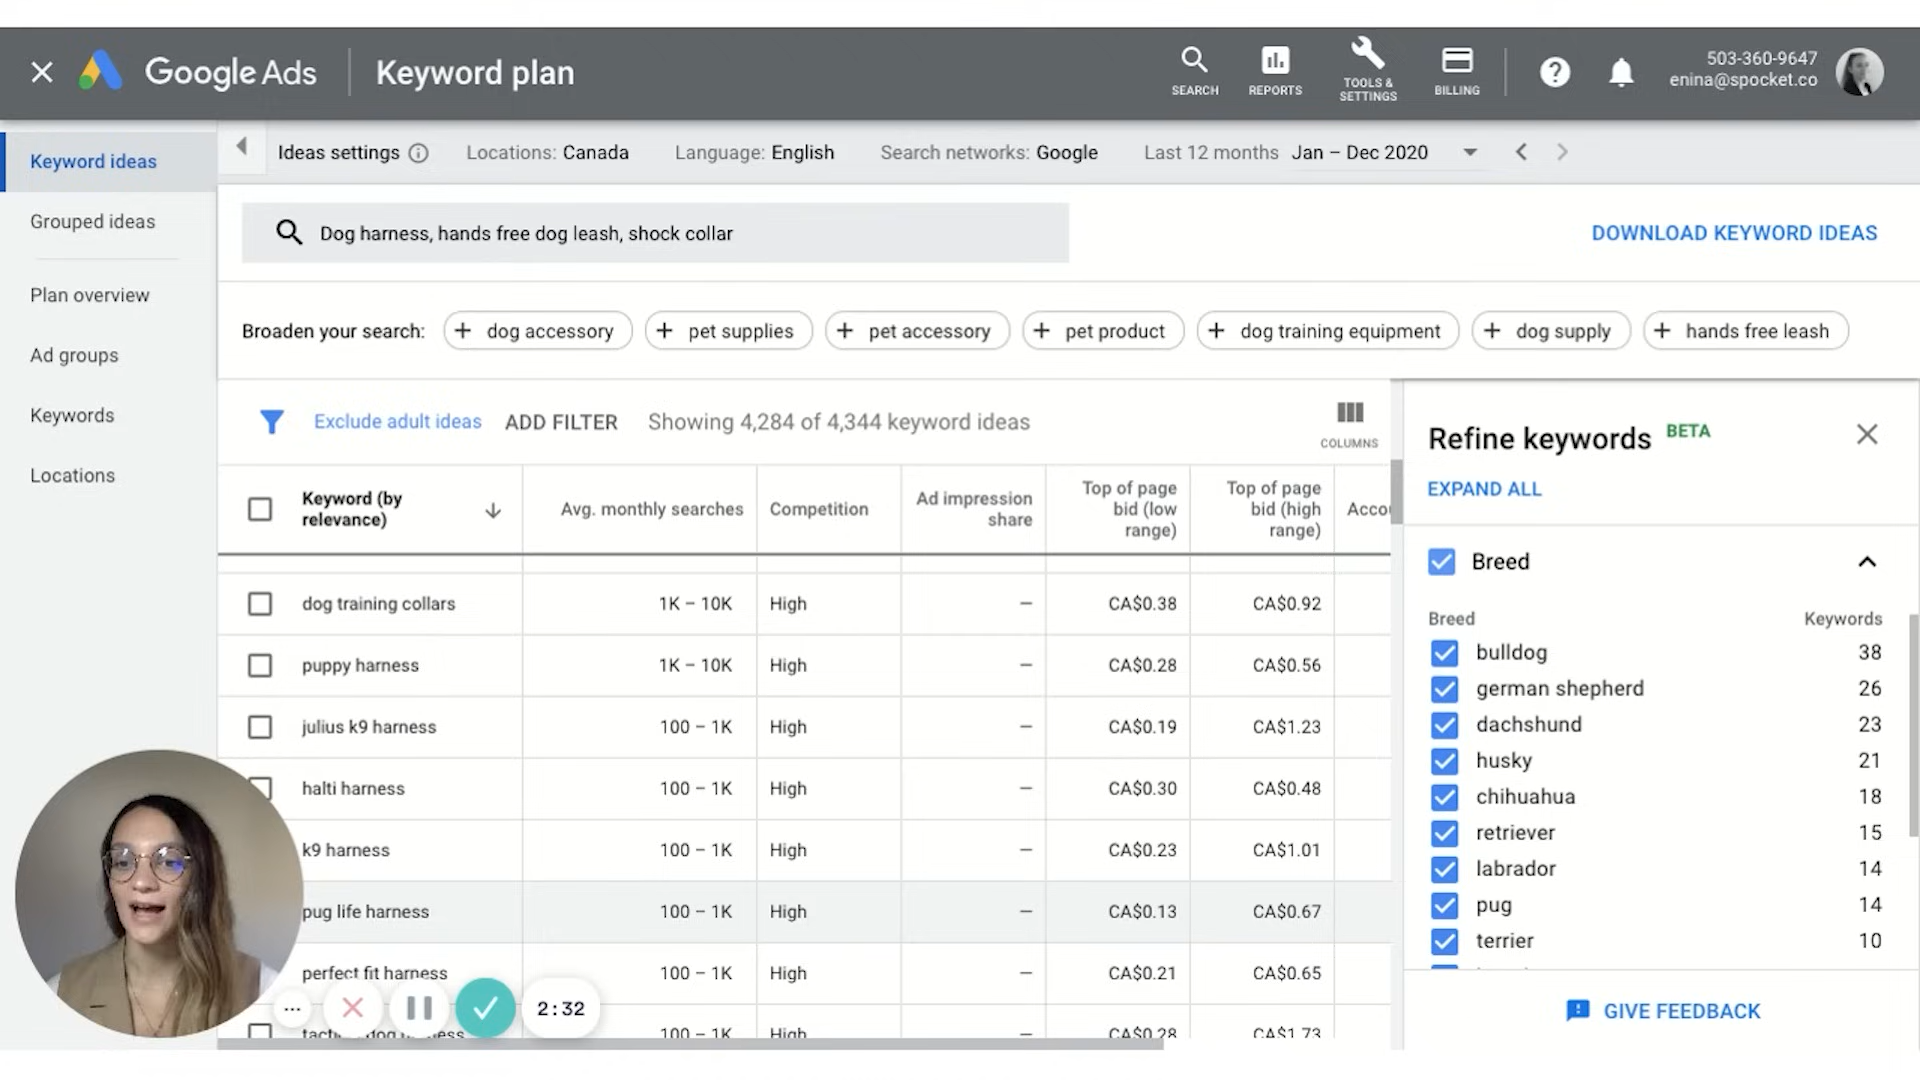 Google Ads
Keyword plan
SEARCH
REPORTS
TOOLS &
SETTINGS
BILLING
503-360-9647
enina@spocket.co
Keyword ideas
Grouped ideas
Plan overview
Ad groups
Keywords
Locations
Ideas settings
Locations: Canada
Language: English
Search networks: Google
Last 12 months Jan – Dec 2020
Dog harness, hands free dog leash, shock collar
DOWNLOAD KEYWORD IDEAS
Broaden your search: + dog accessory + pet supplies + pet accessory + pet product + dog training equipment + dog supply + hands free leash
Exclude adult ideas ADD FILTER Showing 4,284 of 4,344 keyword ideas
COLUMNS
Keyword (by
relevance)
Avg. monthly searches
Competition
Ad impression
share
Top of page
bid (low
range)
Top of page
bid (high
range)
Acco
dog training collars 1K – 10K High – CA$0.38 CA$0.92
puppy harness 1K – 10K High – CA$0.28 CA$0.56
julius k9 harness 100 – 1K High – CA$0.19 CA$1.23
halti harness 100 – 1K High – CA$0.30 CA$0.48
k9 harness 100 – 1K High – CA$0.23 CA$1.01
pug life harness 100 – 1K High – CA$0.13 CA$0.67
perfect fit harness 100 – 1K High – CA$0.21 CA$0.65
100 – 1K High – CA$0.28 CA$1.73
2:32
Refine keywords BETA
EXPAND ALL
Breed
Breed Keywords
bulldog 38
german shepherd 26
dachshund 23
husky 21
chihuahua 18
retriever 15
labrador 14
pug 14
terrier 10
GIVE FEEDBACK